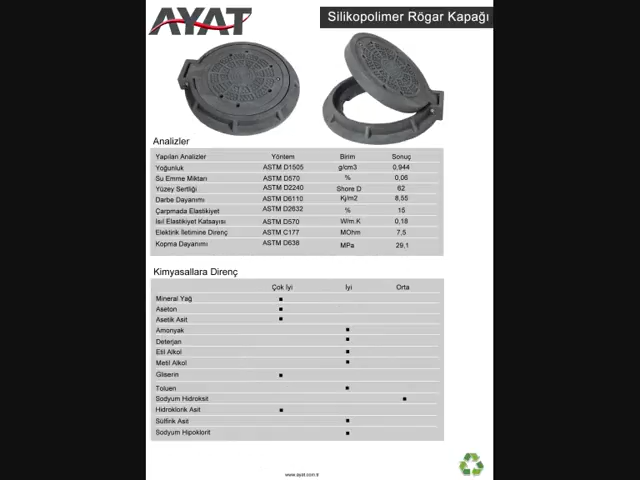 AYAT
Silikopolimer Rögar Kapağı
Analizler
Yapılan Analizler Yöntem Birim Sonuç
Yoğunluk ASTM D1505 g/cm3 0,944
Su Emme Miktarı ASTM D570 % 0,06
Yüzey Sertliği ASTM D2240 Shore D 62
Darbe Dayanımı ASTM D6110 Kj/m2 8,55
Çarpmada Elastikiyet ASTM D2632 % 15
Isıl Elastikiyet Katsayısı ASTM D570 W/m.K 0,18
Elektirik İletimine Direnç ASTM C177 MOhm 7,5
Kopma Dayanımı ASTM D638 MPa 29,1
Kimyasallara Direnç
Çok İyi İyi Orta
Mineral Yağ
Aseton
Asetik Asit
Amonyak
Deterjan
Etil Alkol
Metil Alkol
Gliserin
Toluen
Sodyum Hidroksit
Hidroklorik Asit
Sülfirik Asit
Sodyum Hipoklorit
www.ayat.com.tr